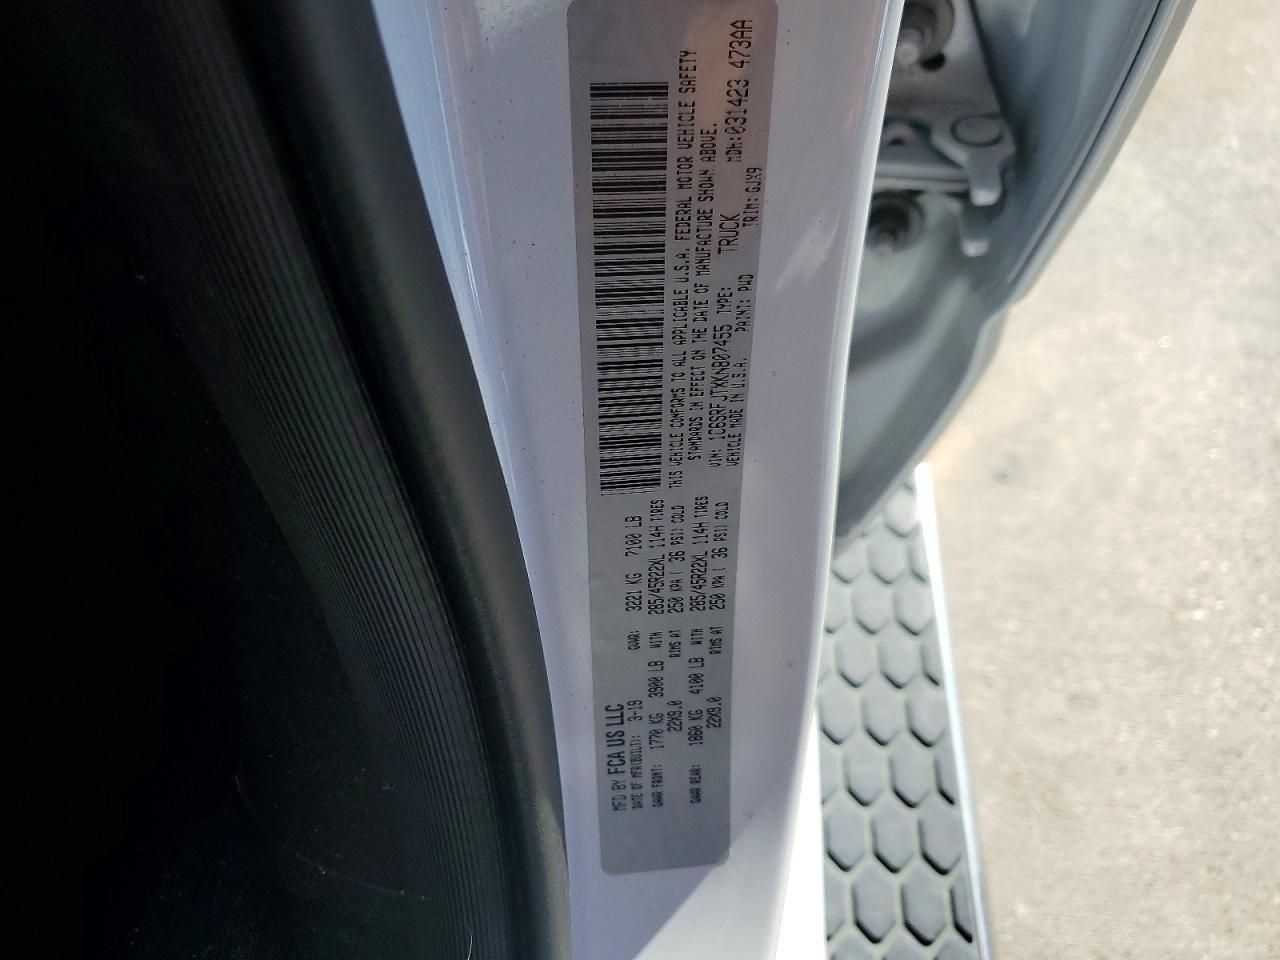 MFD BY FCA US LLC
DATE OF MFR(BUILT): 3-19 GVWR: 3221 KG 7100 LB
GAWR FRONT: 1770 KG 3900 LB WITH 285/45R22XL 114H TIRES
22X9.0 RIMS AT 250 KPA ( 36 PSI) COLD
GAWR REAR: 1860 KG 4100 LB WITH 285/45R22XL 114H TIRES
22X9.0 RIMS AT 250 KPA ( 36 PSI) COLD
THIS VEHICLE CONFORMS TO ALL APPLICABLE U.S.A. FEDERAL MOTOR VEHICLE SAFETY
STANDARDS IN EFFECT ON THE DATE OF MANUFACTURE SHOWN ABOVE.
VIN: 1C6SRFJTXKN807455 TYPE: TRUCK MDH:031423 473AA
VEHICLE MADE IN U.S.A. PAINT: PWD TRIM: GJX9